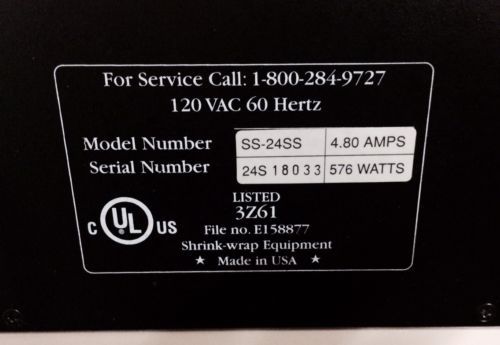 For Service Call: 1-800-284-9727
120 VAC 60 Hertz
Model Number SS-24SS 4.80 AMPS
Serial Number 24S 18033 576 WATTS
LISTED
3Z61
C UL US ®
File no. E158877
Shrink-wrap Equipment
★ Made in USA ★